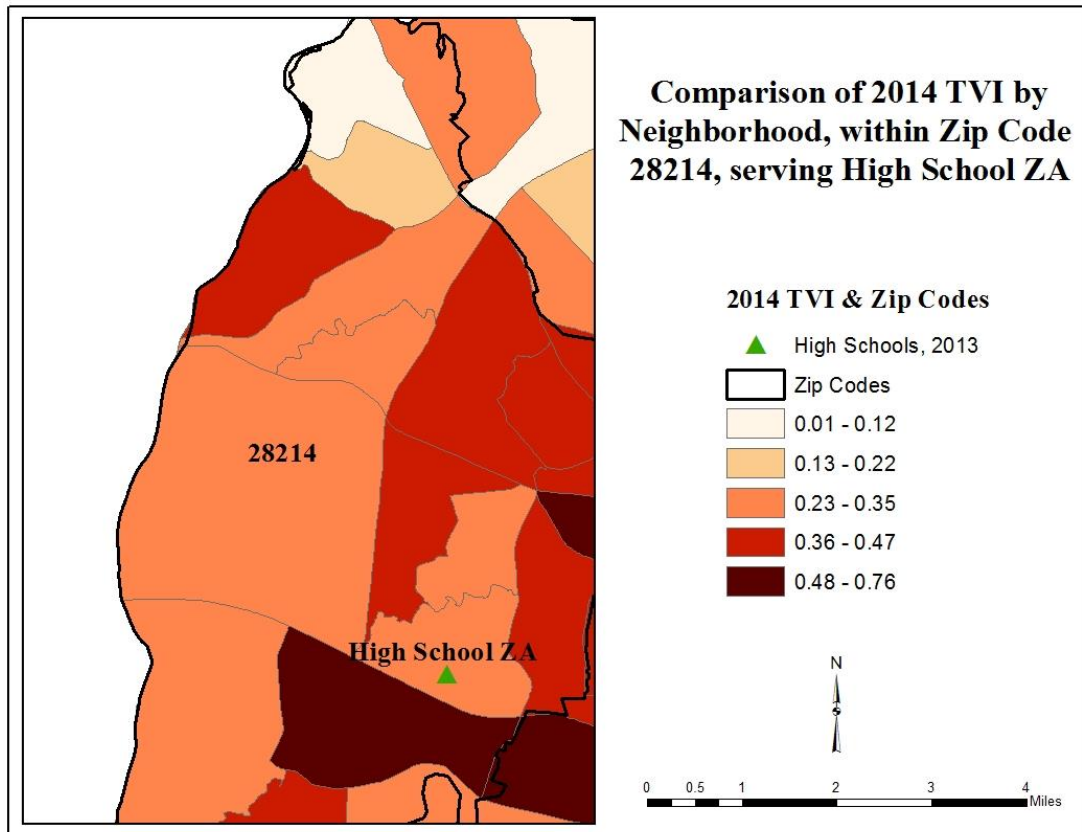 Comparison of 2014 TVI by
Neighborhood, within Zip Code
28214, serving High School ZA
2014 TVI & Zip Codes
High Schools, 2013
Zip Codes
0.01 - 0.12
0.13 - 0.22
0.23 - 0.35
0.36 - 0.47
0.48 - 0.76
28214
High School ZA
N
0 0.5 1 2 3 4
Miles